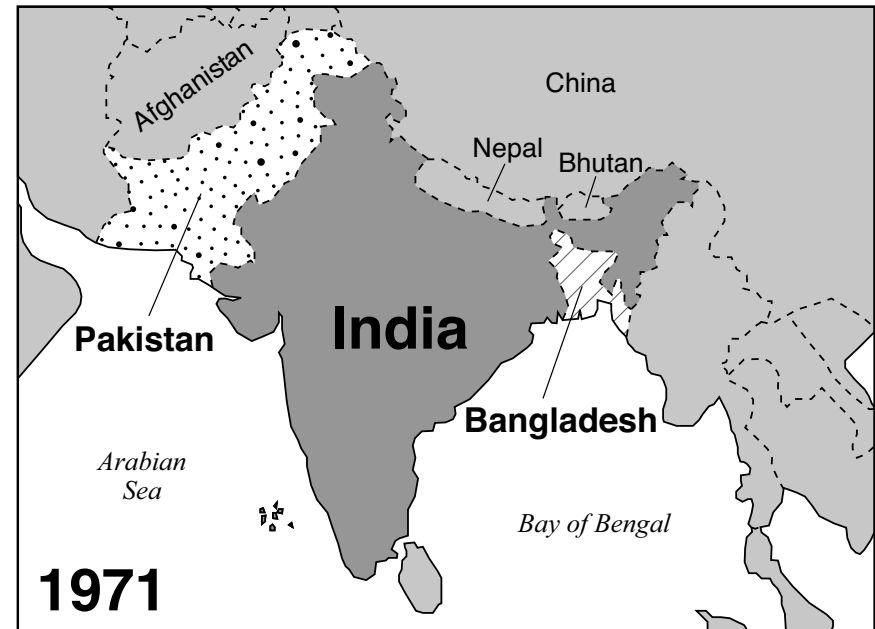 Afghanistan
China
Nepal
Bhutan
Pakistan
India
Bangladesh
Arabian
Sea
Bay of Bengal
1971